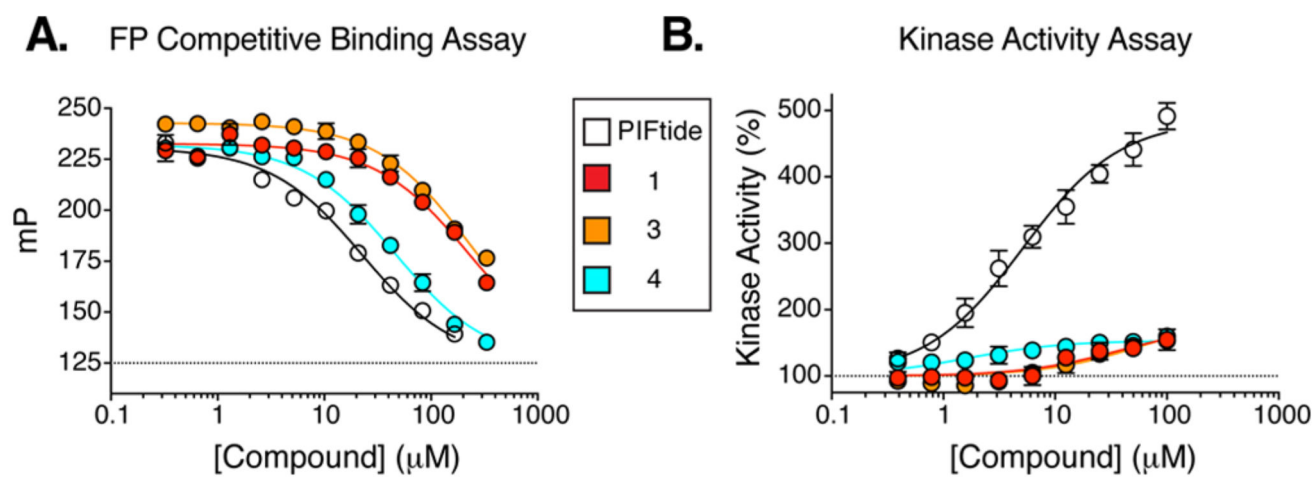 A. FP Competitive Binding Assay
mP
250
225
200
175
150
125
0.1 1 10 100 1000
[Compound] (μM)
PIFtide
1
3
4
B. Kinase Activity Assay
Kinase Activity (%)
500
400
300
200
100
0.1 1 10 100 1000
[Compound] (μM)